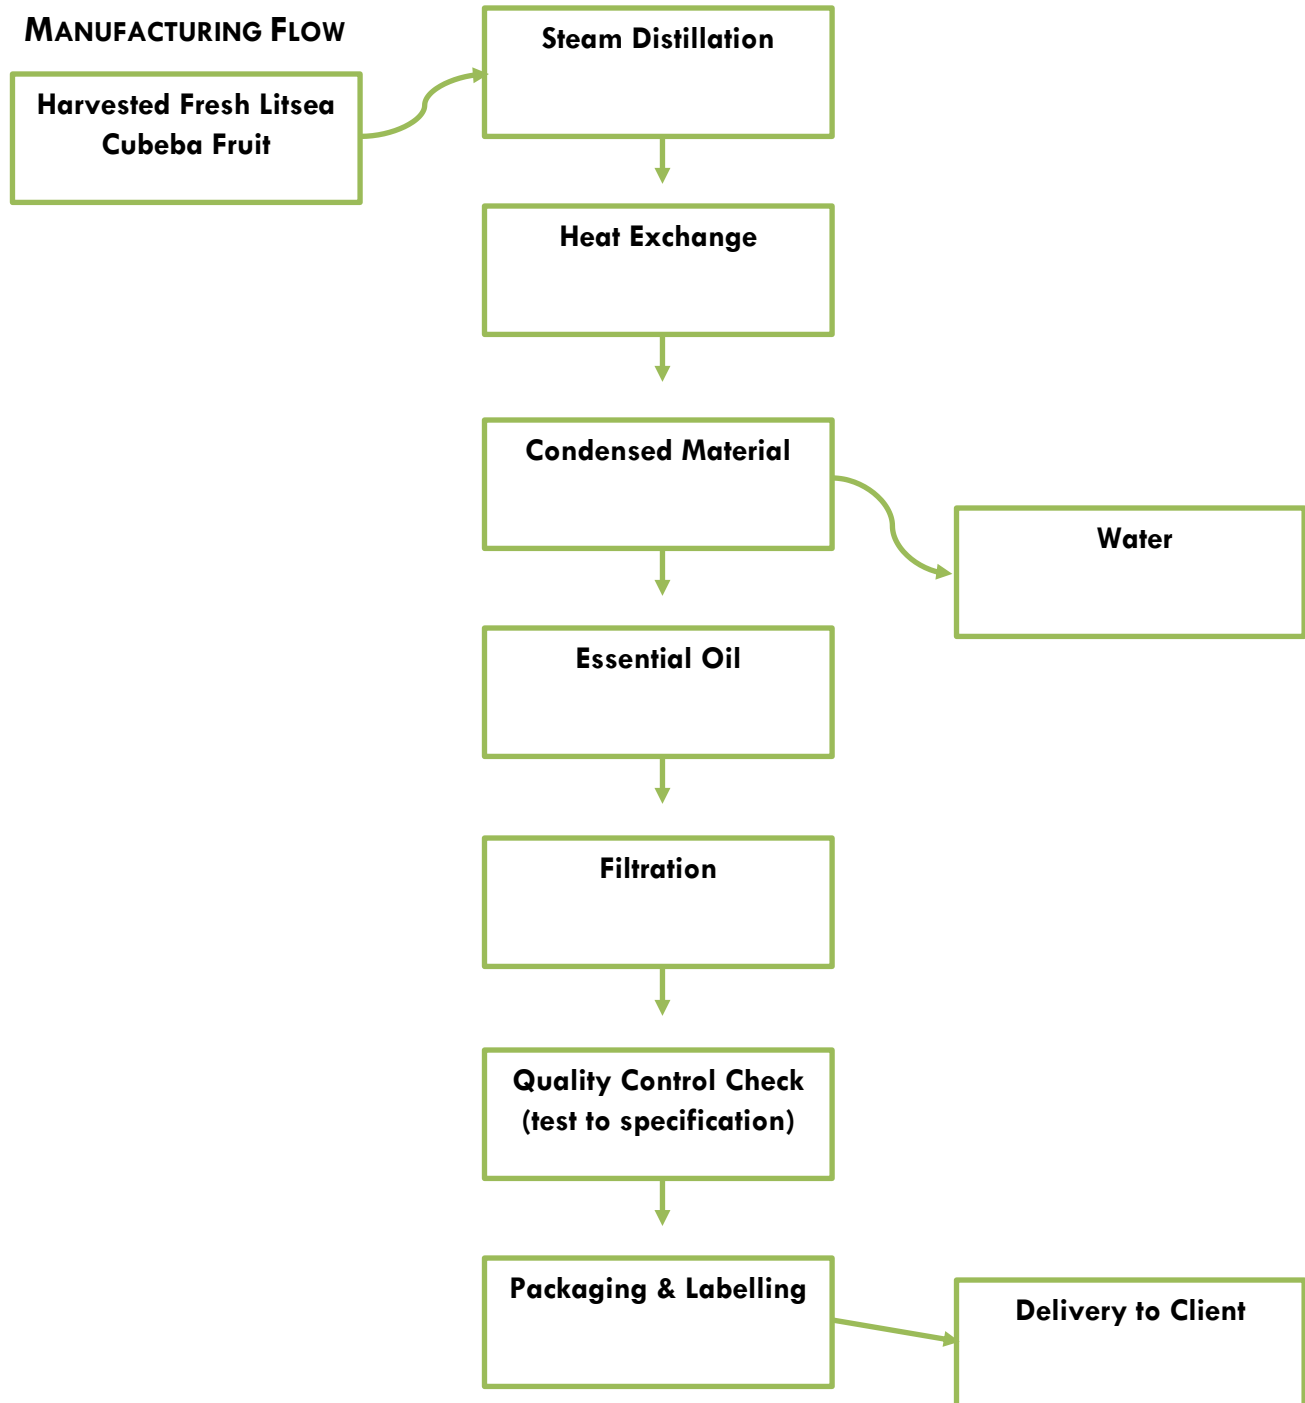 MANUFACTURING FLOW
Harvested Fresh Litsea
Cubeba Fruit
Steam Distillation
Heat Exchange
Condensed Material
Water
Essential Oil
Filtration
Quality Control Check
(test to specification)
Packaging & Labelling
Delivery to Client